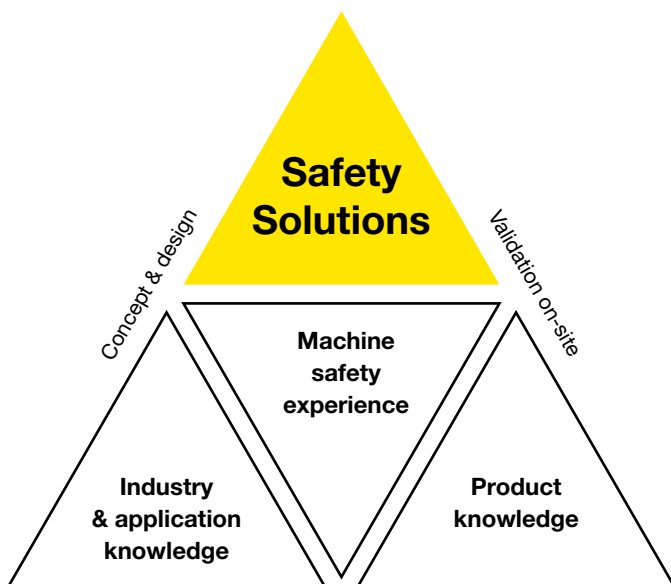 Safety
Solutions
Concept & design
Validation on-site
Machine
safety
experience
Industry
& application
knowledge
Product
knowledge